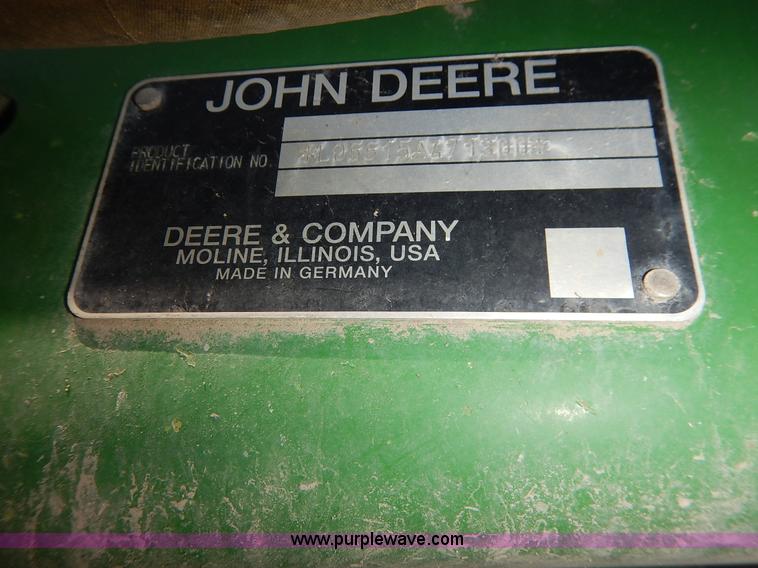 JOHN DEERE
PRODUCT
IDENTIFICATION NO.
DEERE & COMPANY
MOLINE, ILLINOIS, USA
MADE IN GERMANY
www.purplewave.com